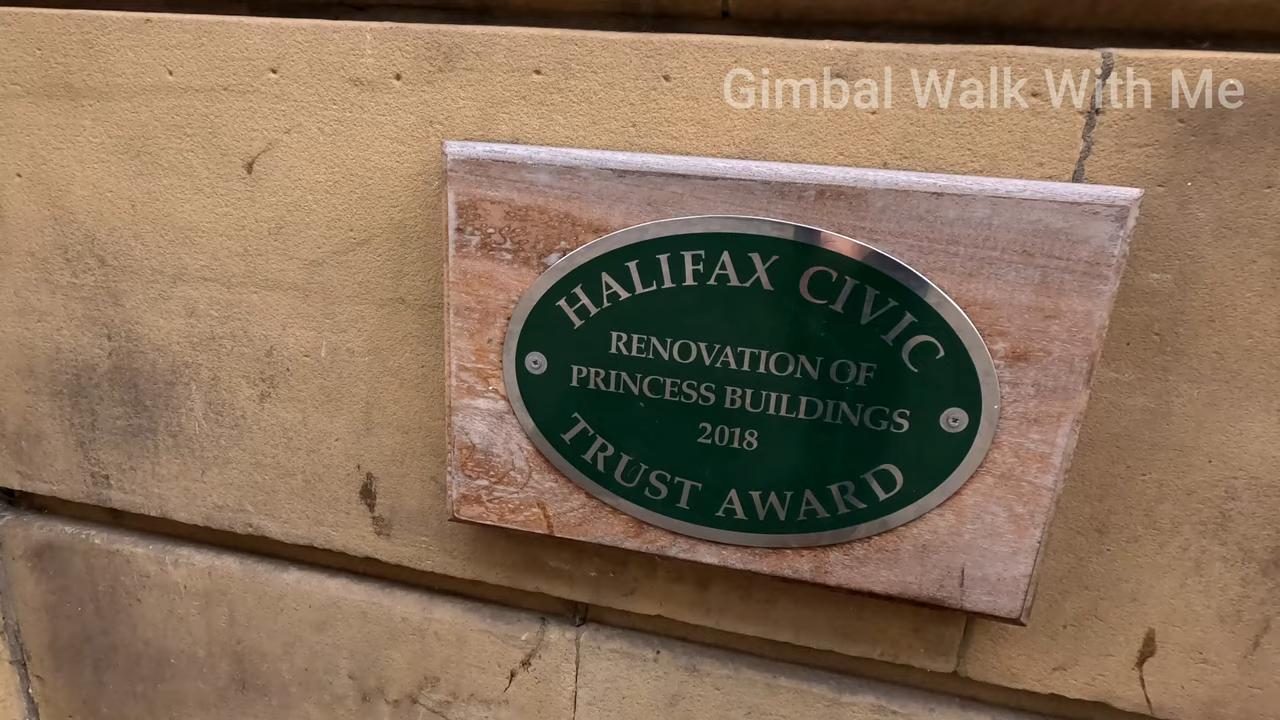 Gimbal Walk With Me
HALIFAX CIVIC
RENOVATION OF
PRINCESS BUILDINGS
2018
TRUST AWARD